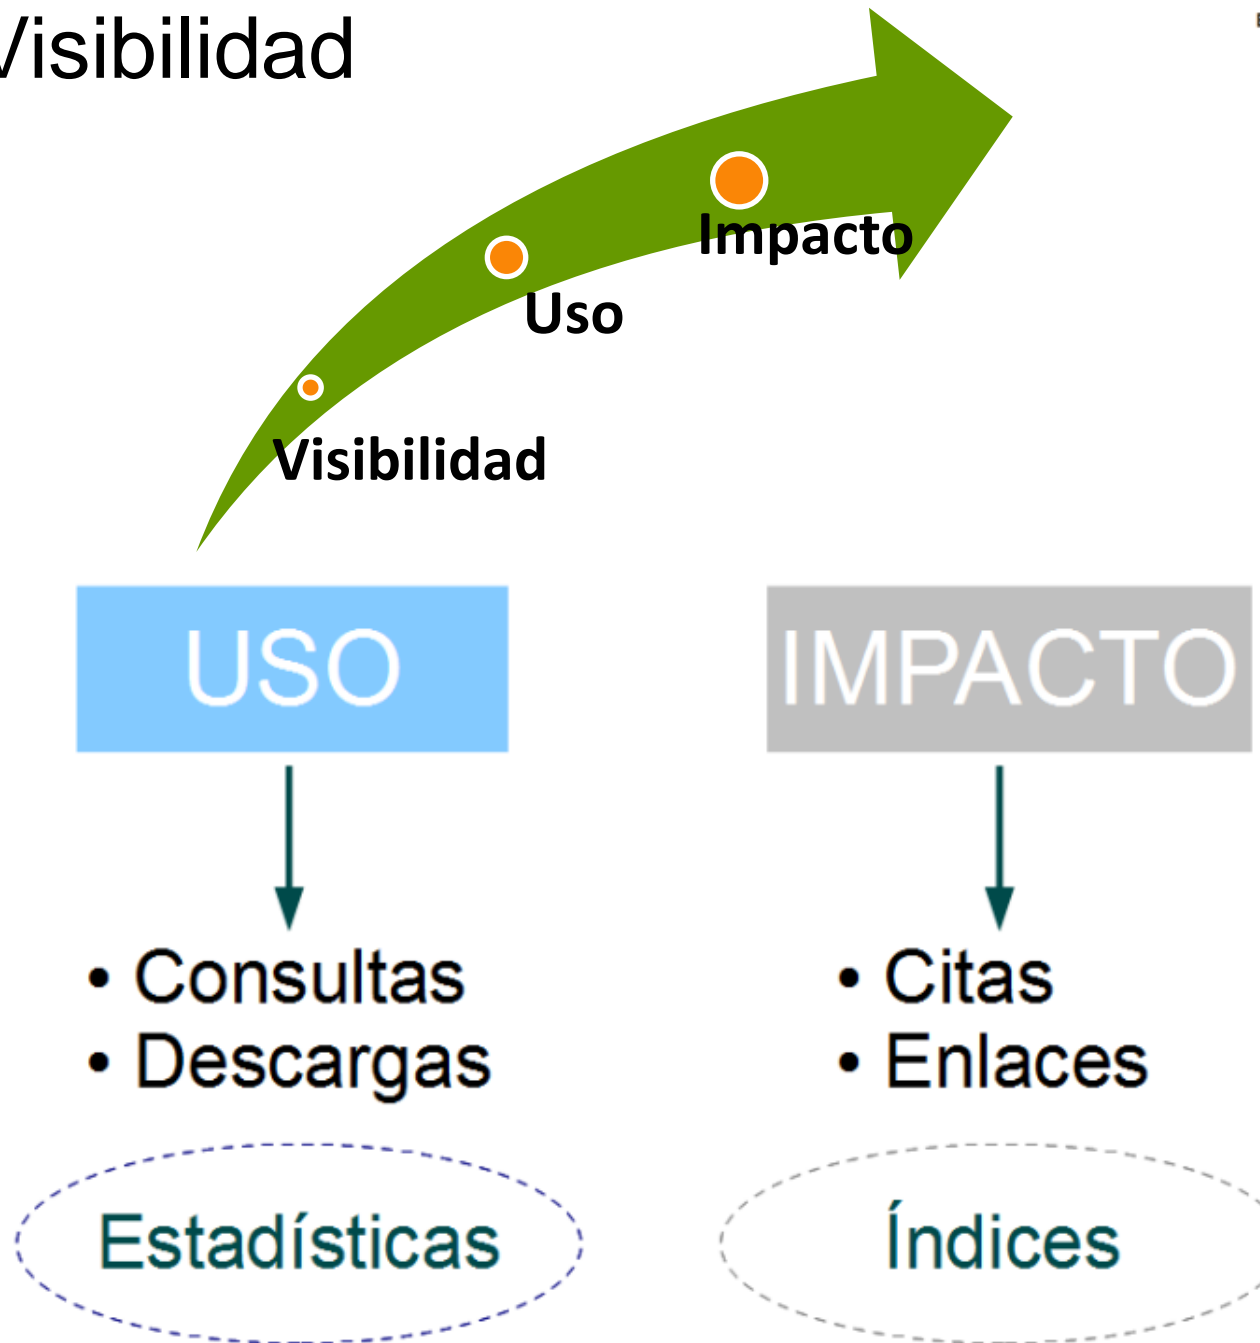 Visibilidad
Impacto
Uso
Visibilidad
USO
IMPACTO
• Consultas
• Descargas
• Citas
• Enlaces
Estadísticas
Índices